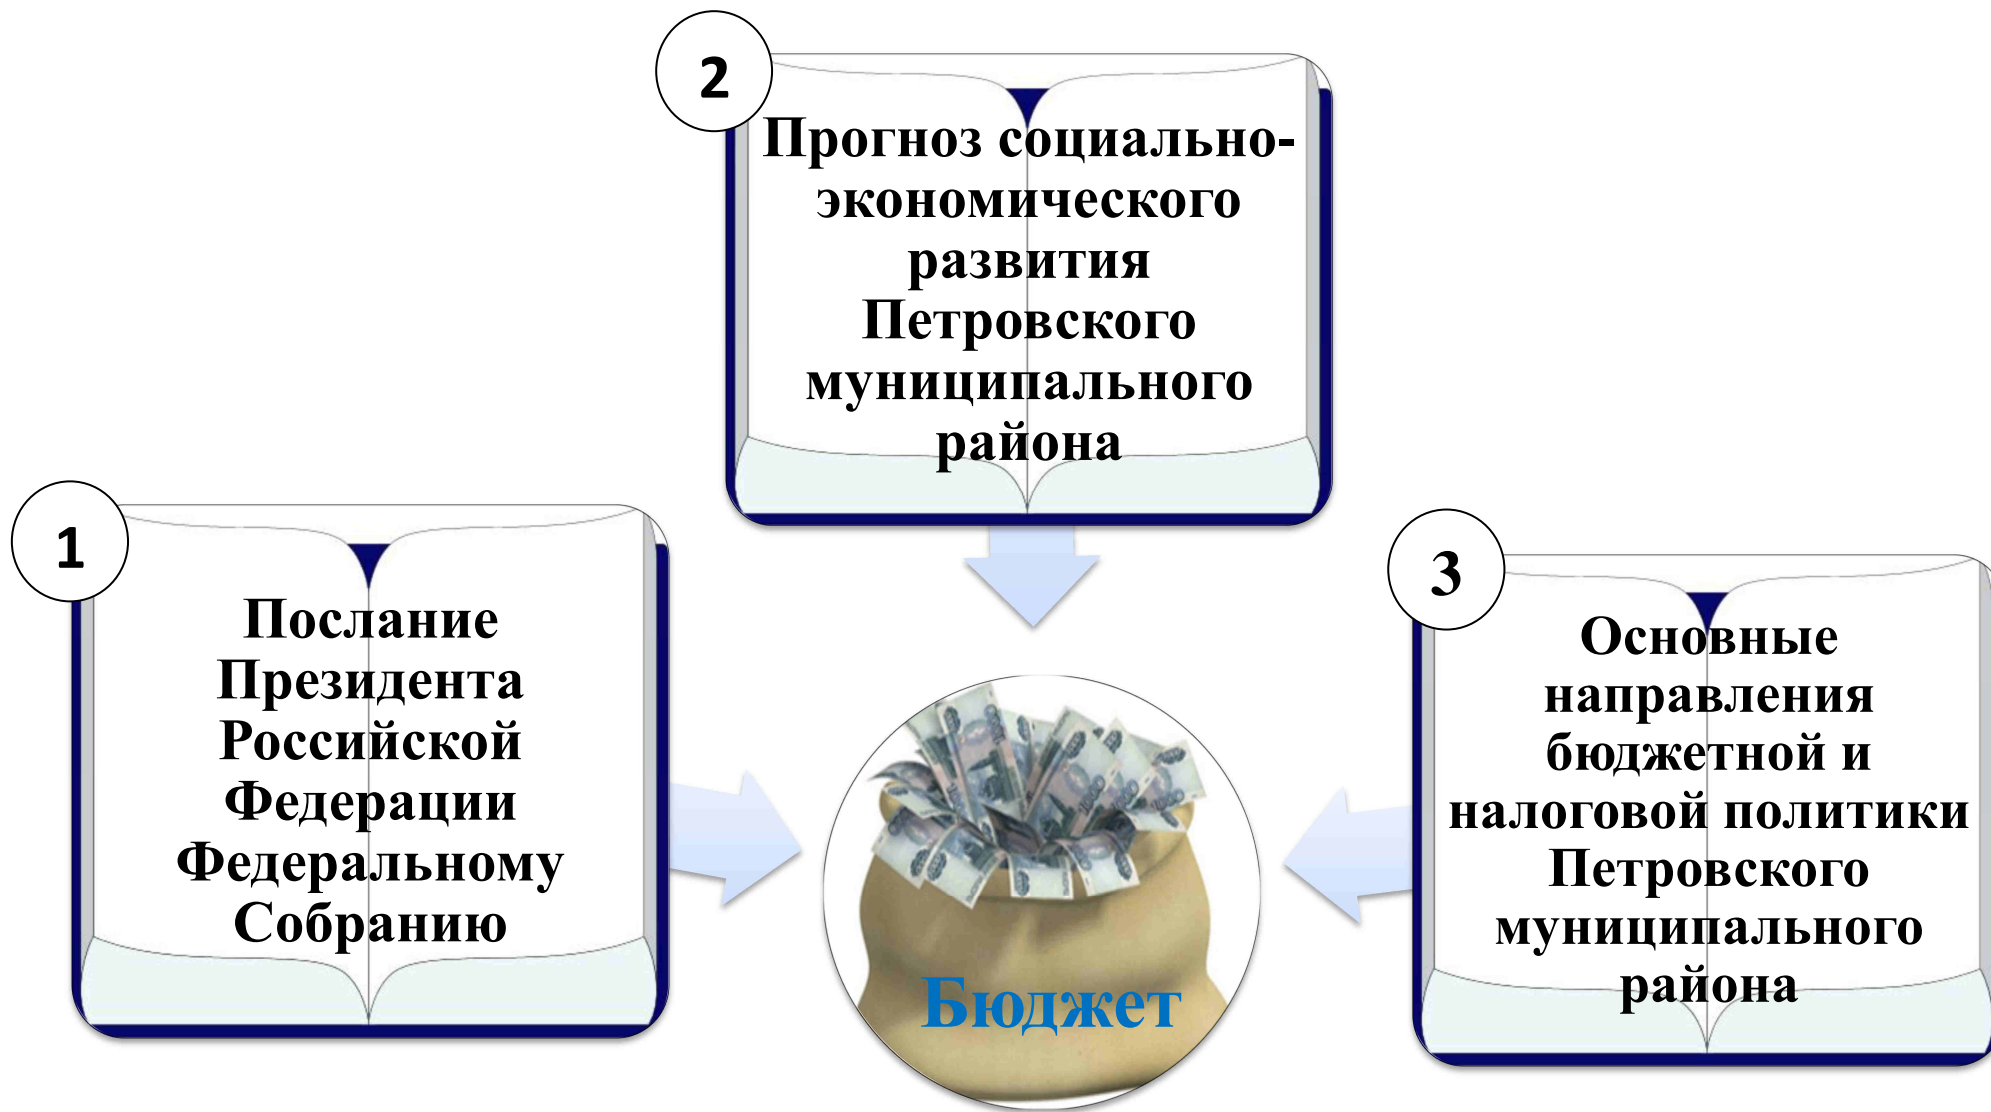 1
Послание
Президента
Российской
Федерации
Федеральному
Собранию
2
Прогноз социально-
экономического
развития
Петровского
муниципального
района
3
Основные
направления
бюджетной и
налоговой политики
Петровского
муниципального
района
Бюджет